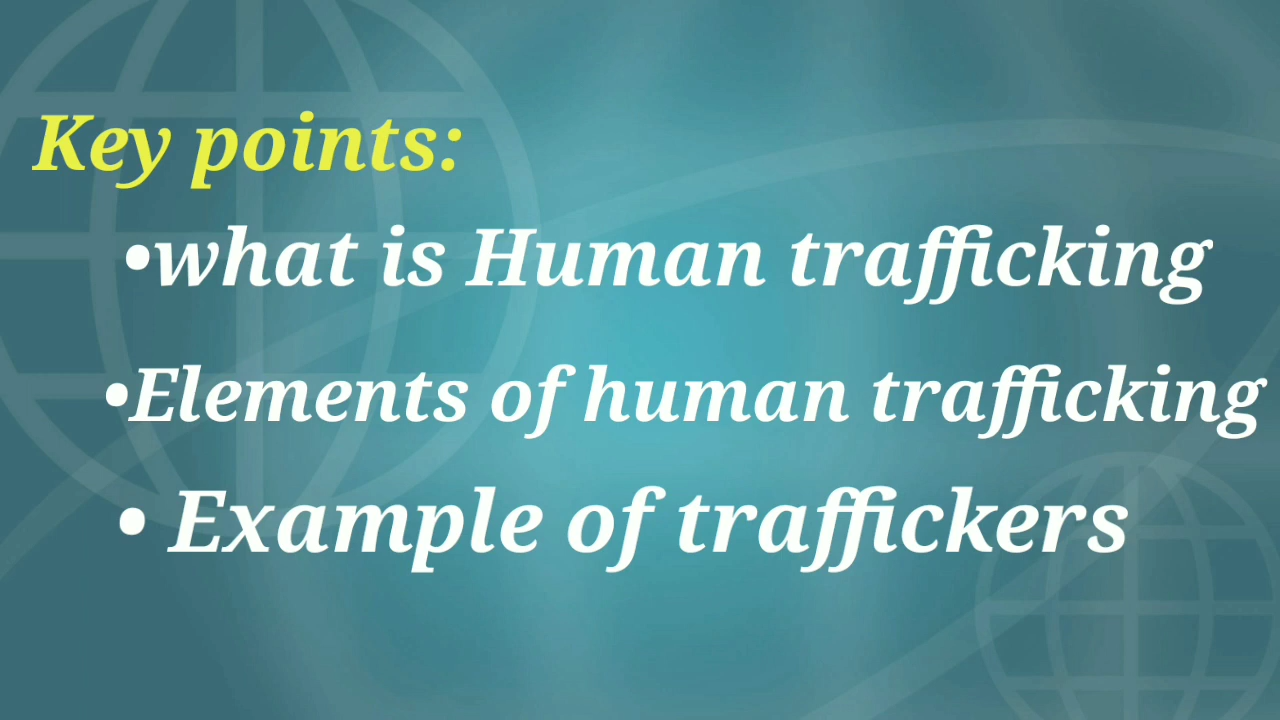 Key points:
•what is Human trafficking
•Elements of human trafficking
• Example of traffickers